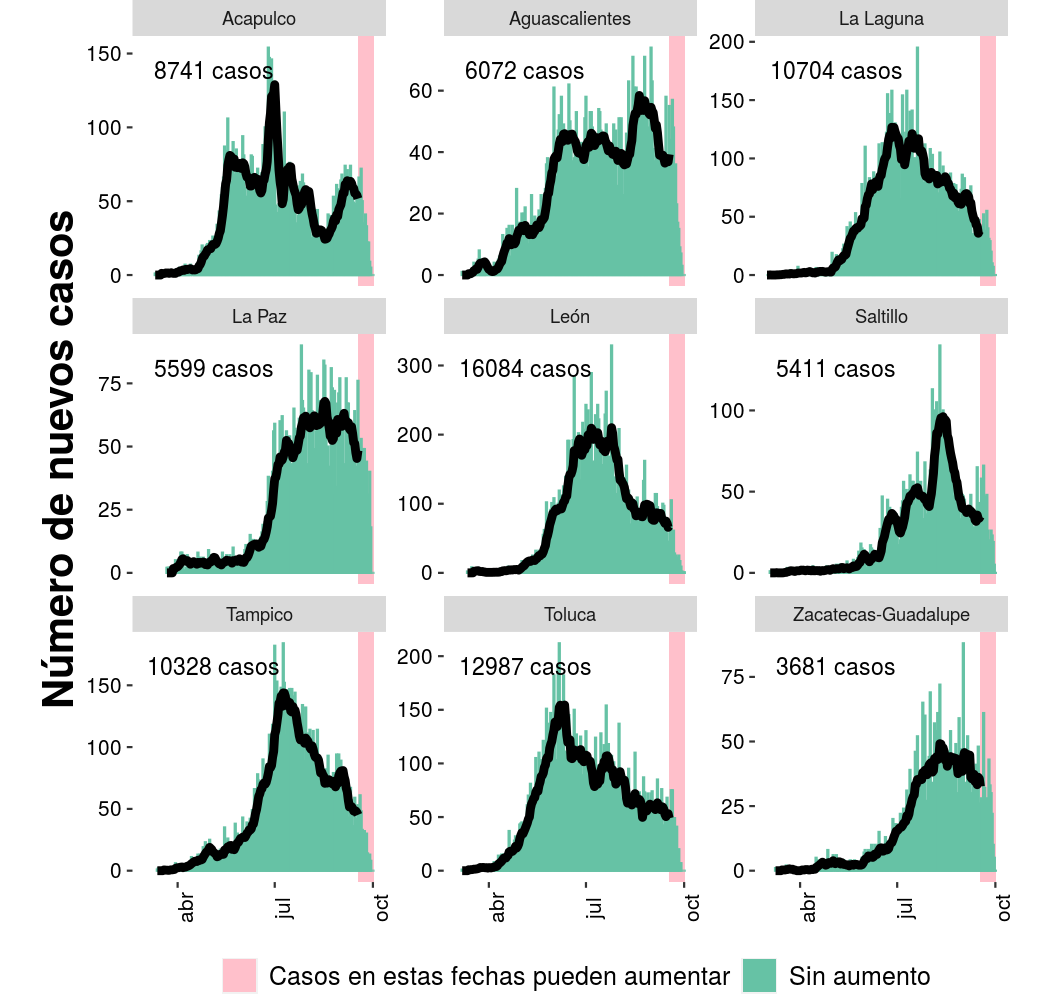 Número de nuevos casos
Acapulco
8741 casos
150
100
50
0
Aguascalientes
6072 casos
60
40
20
0
La Laguna
10704 casos
200
150
100
50
0
La Paz
5599 casos
75
50
25
0
León
16084 casos
300
200
100
0
Saltillo
5411 casos
100
50
0
Tampico
10328 casos
150
100
50
0
abr
jul
oct
Toluca
12987 casos
200
150
100
50
0
abr
jul
oct
Zacatecas-Guadalupe
3681 casos
75
50
25
0
abr
jul
oct
Casos en estas fechas pueden aumentar
Sin aumento